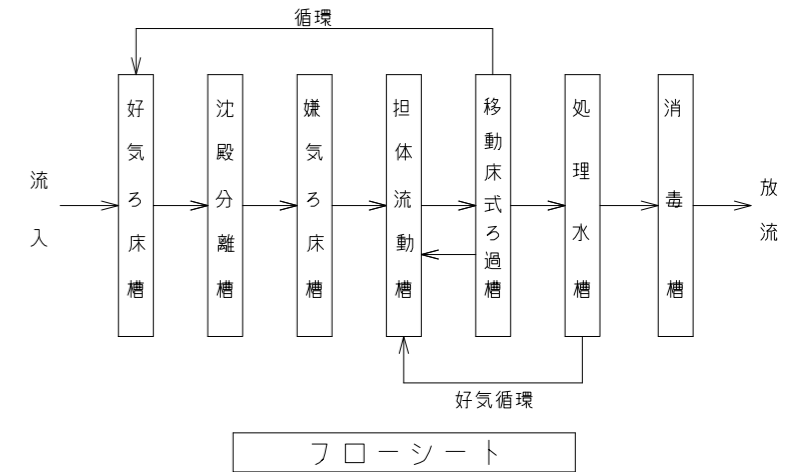 循環
流入
好気ろ床槽
沈殿分離槽
嫌気ろ床槽
担体流動槽
移動床式ろ過槽
処理水槽
消毒槽
放流
好気循環
フローシート